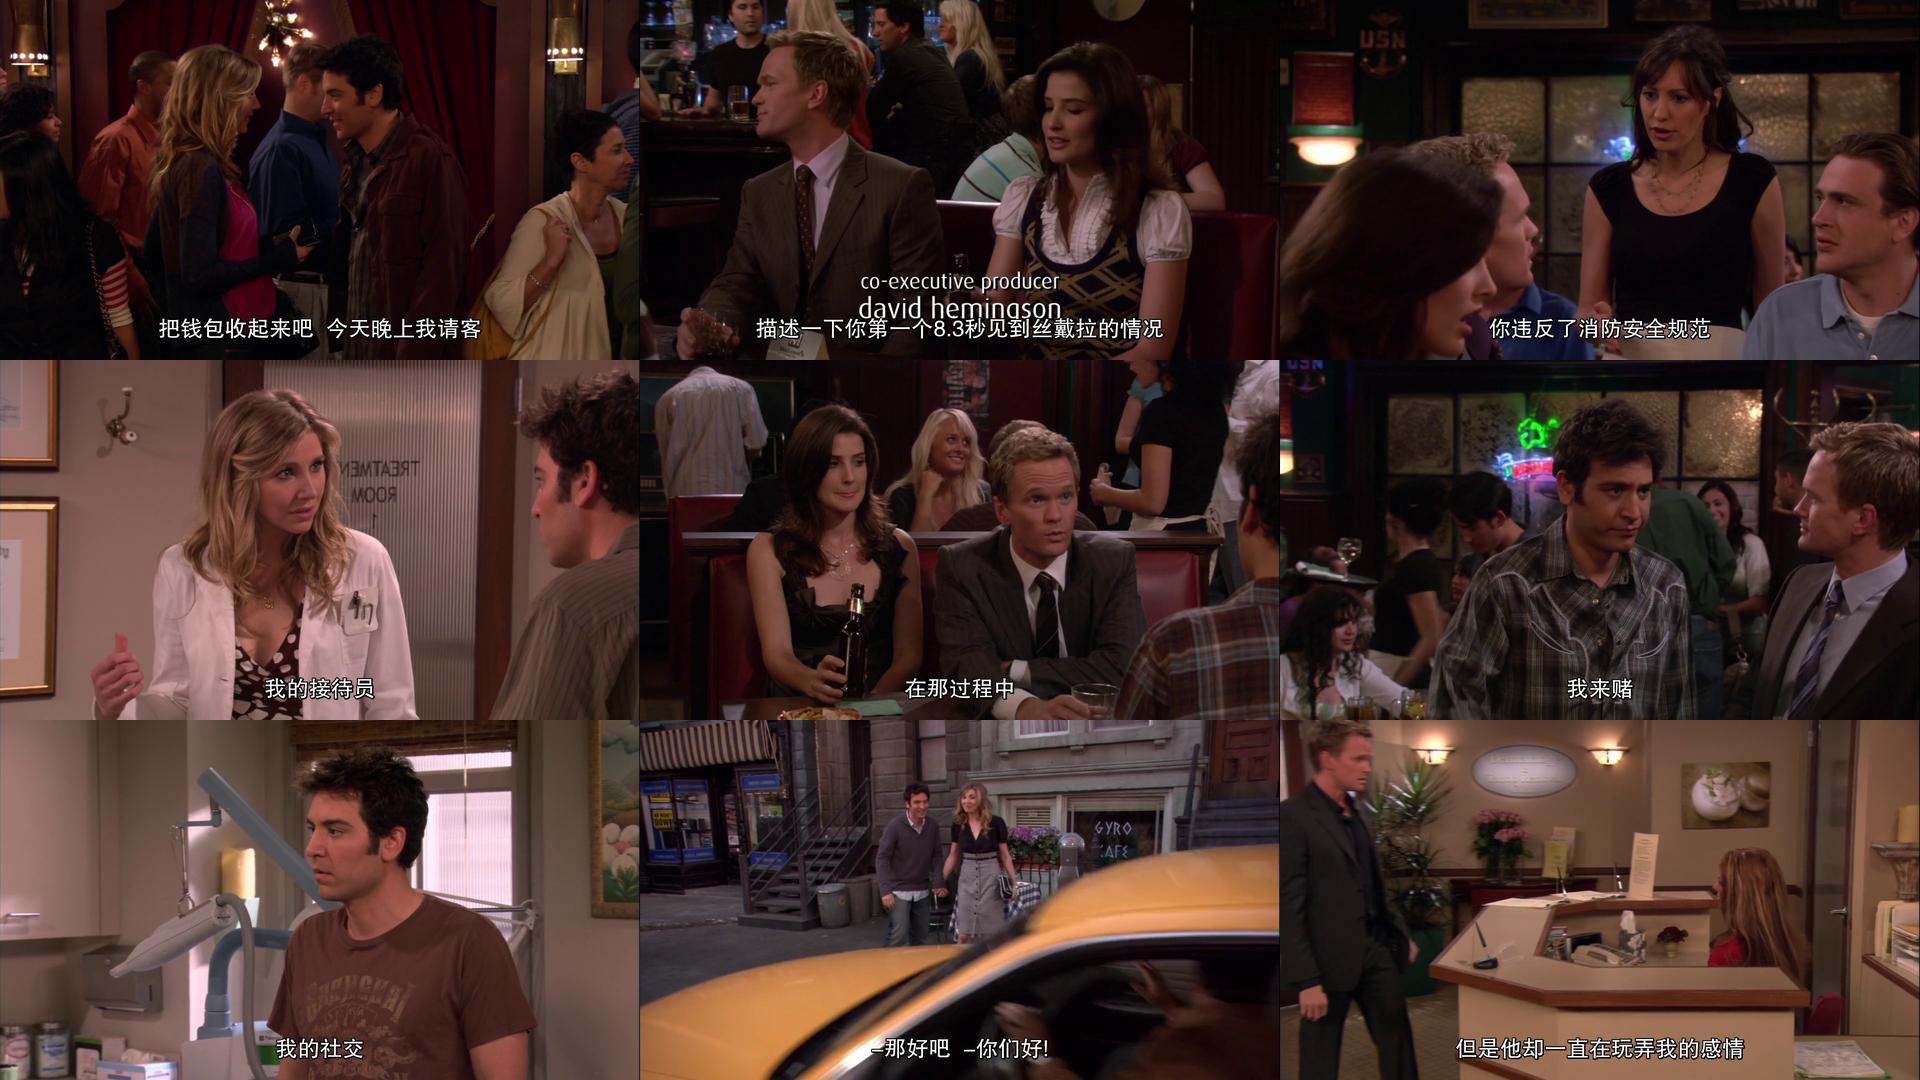 USN
把钱包收起来吧 今天晚上我请客
co-executive producer
david hemingson
描述一下你第一个8.3秒见到丝戴拉的情况
你违反了消防安全规范
TREATMENT
ROOM
我的接待员
在那过程中
我来赌
GYRO
CAFE
我的社交
-那好吧 -你们好!
但是他却一直在玩弄我的感情